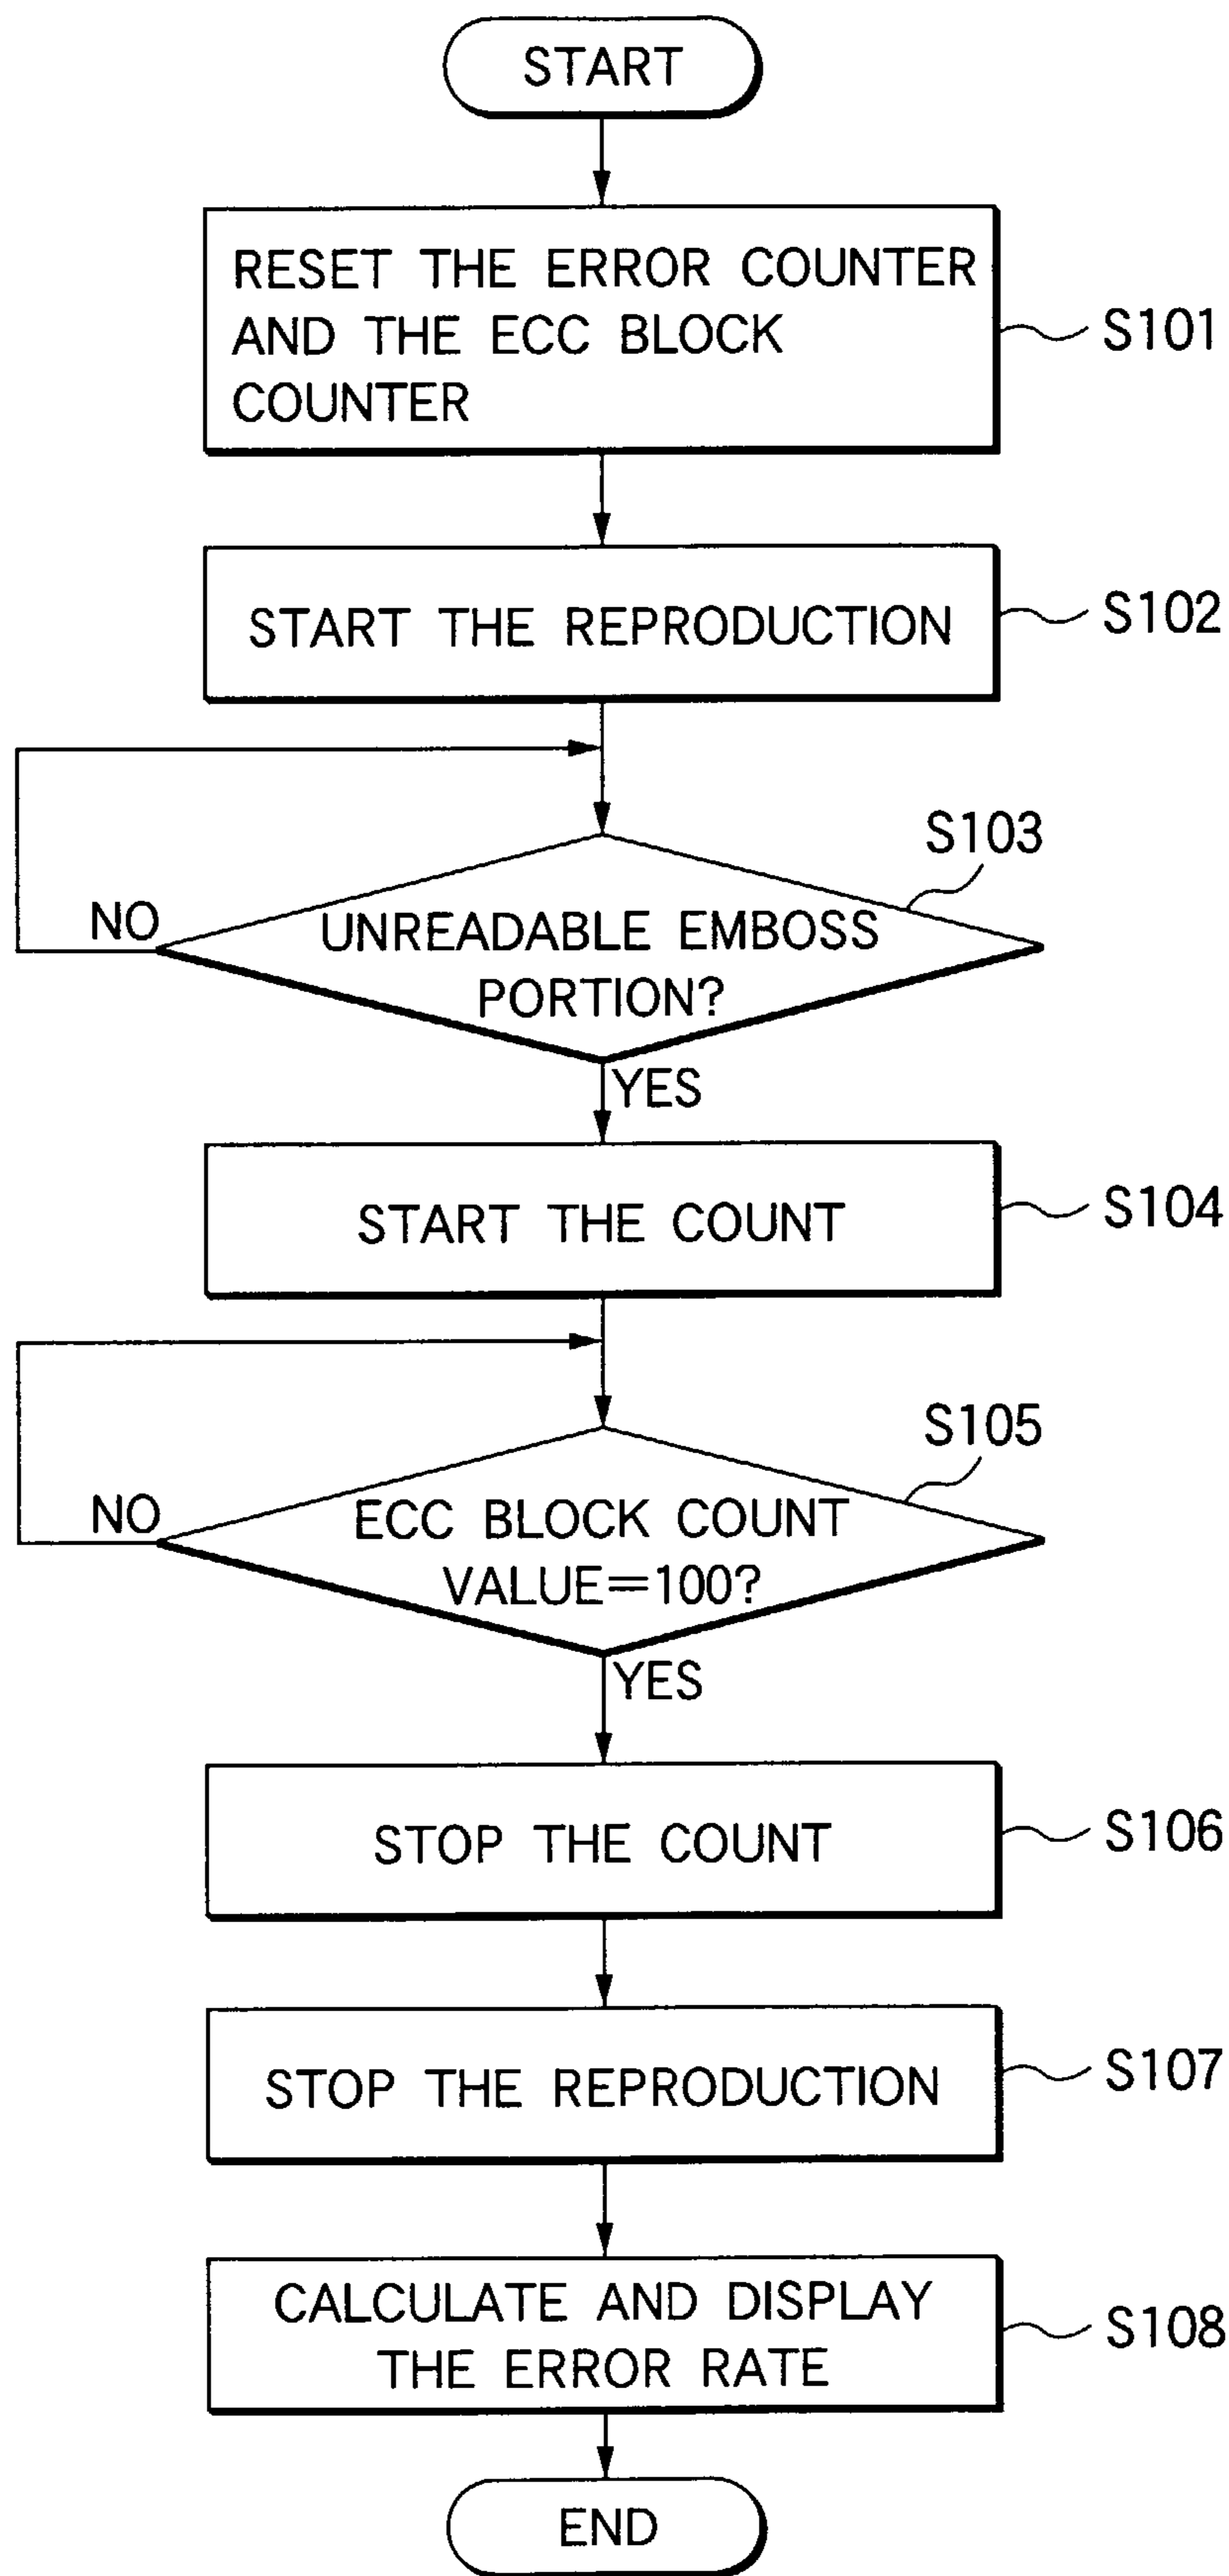 START
RESET THE ERROR COUNTER
AND THE ECC BLOCK
COUNTER
S101
START THE REPRODUCTION
S102
S103
NO
UNREADABLE EMBOSS
PORTION?
YES
START THE COUNT
S104
S105
NO
ECC BLOCK COUNT
VALUE=100?
YES
STOP THE COUNT
S106
STOP THE REPRODUCTION
S107
CALCULATE AND DISPLAY
THE ERROR RATE
S108
END